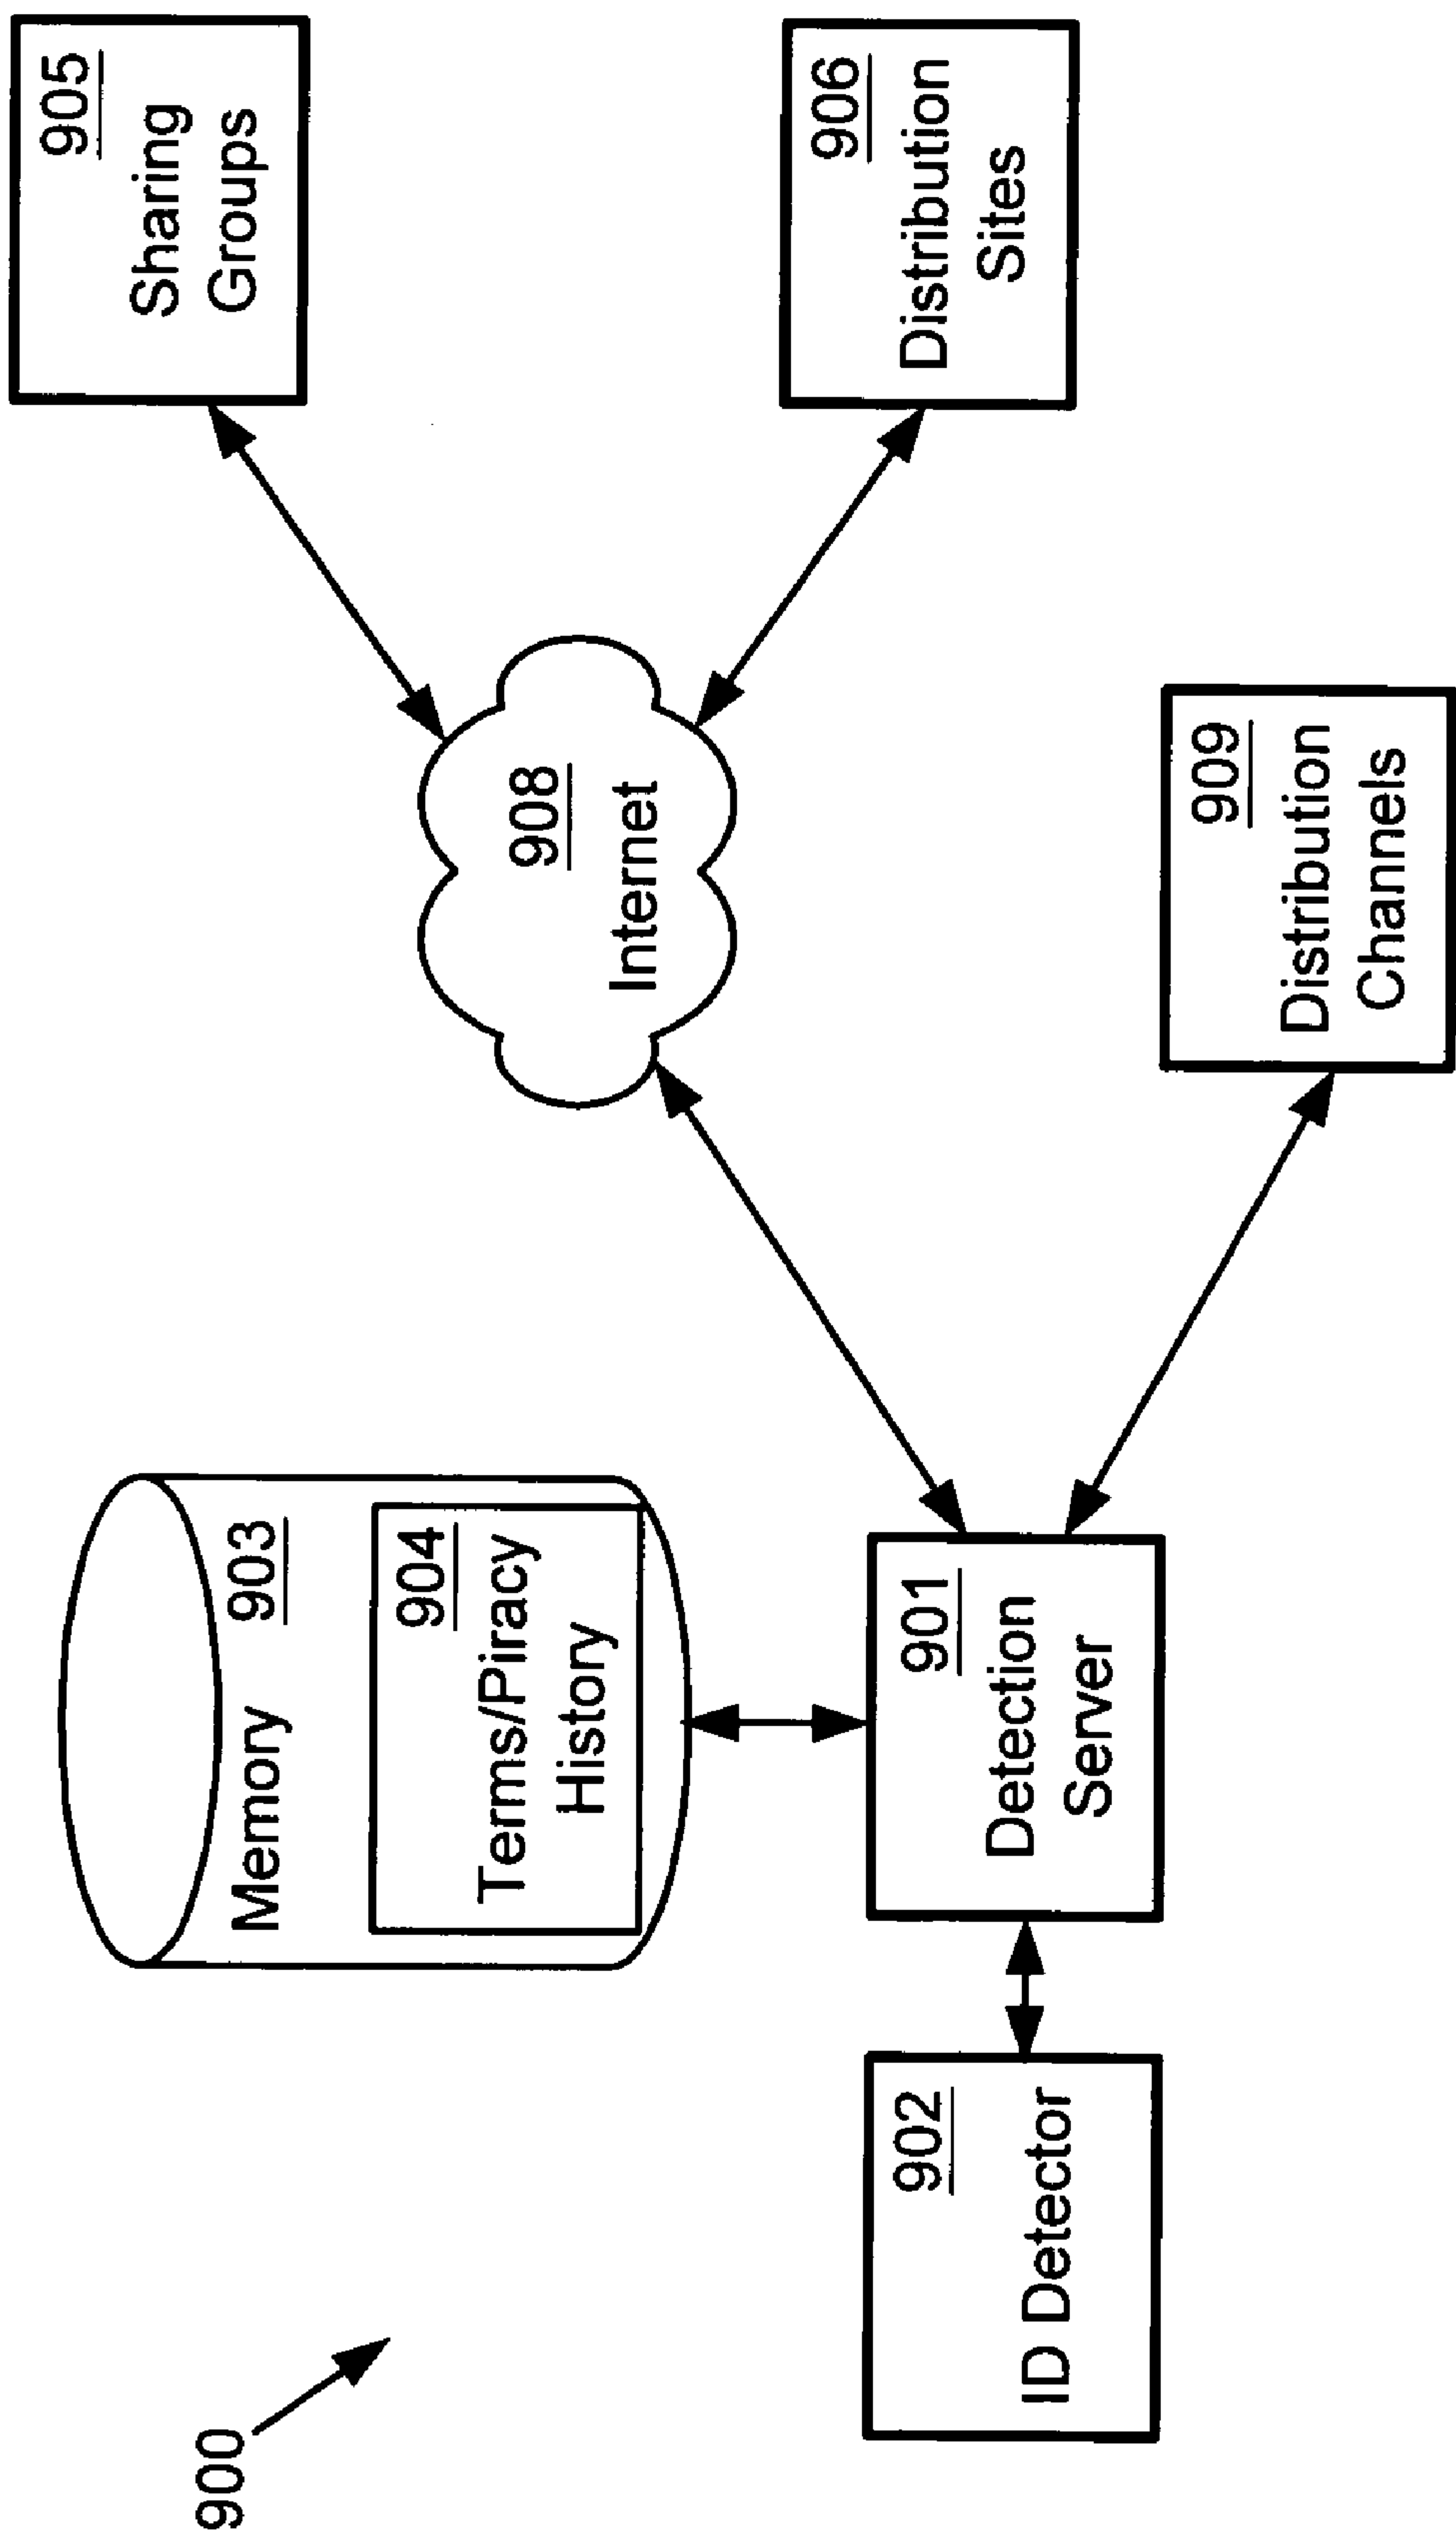 900
Memory 903
904
Terms/Piracy
History
902
ID Detector
901
Detection
Server
908
Internet
905
Sharing
Groups
906
Distribution
Sites
909
Distribution
Channels